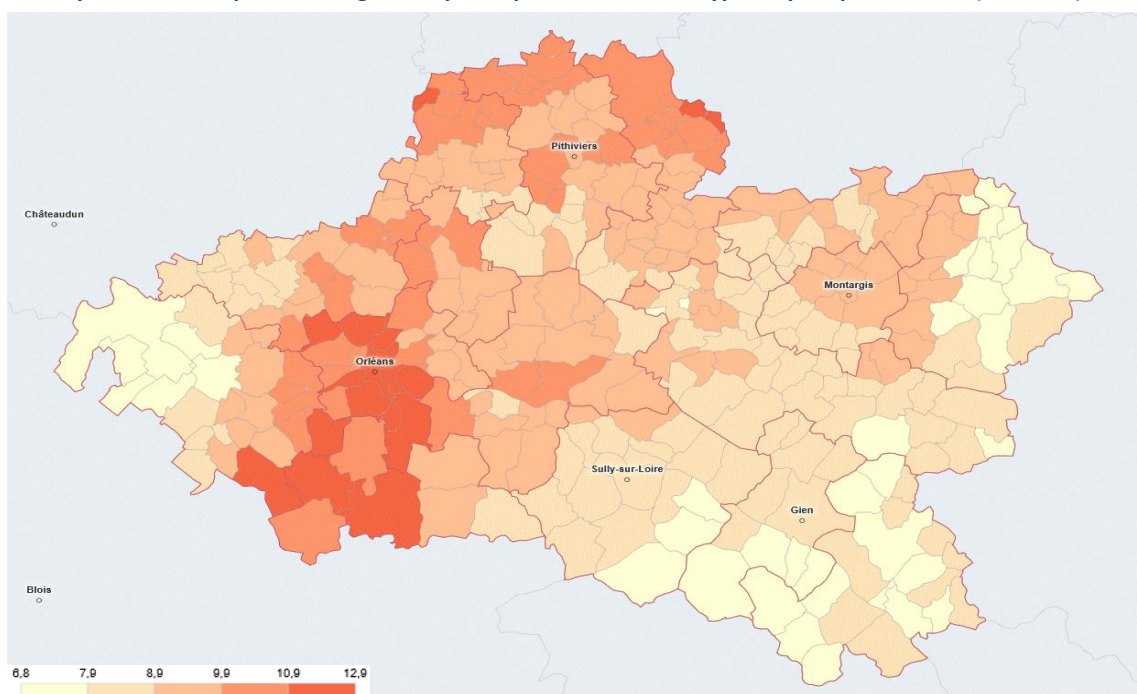 Pithiviers
Châteaudun
Montargis
Orléans
Sully-sur-Loire
Gien
Blois
6,8 7,9 8,9 9,9 10,9 12,9